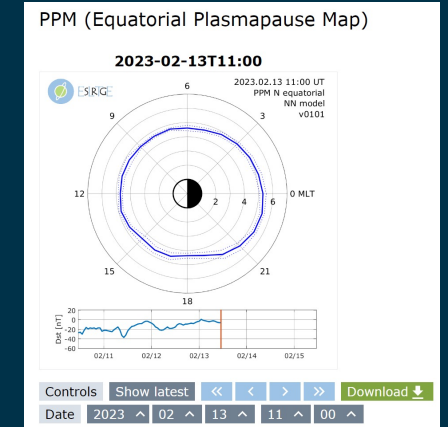 PPM (Equatorial Plasmapause Map)
2023-02-13T11:00
ESRGE
2023.02.13 11:00 UT
PPM N equatorial
NN model
v0101
6
9
3
12
2
4
6
0 MLT
15
21
18
Dst [nT]
20
0
-20
-40
-60
02/11
02/12
02/13
02/14
02/15
Controls
Show latest
Download
Date
2023
02
13
11
00